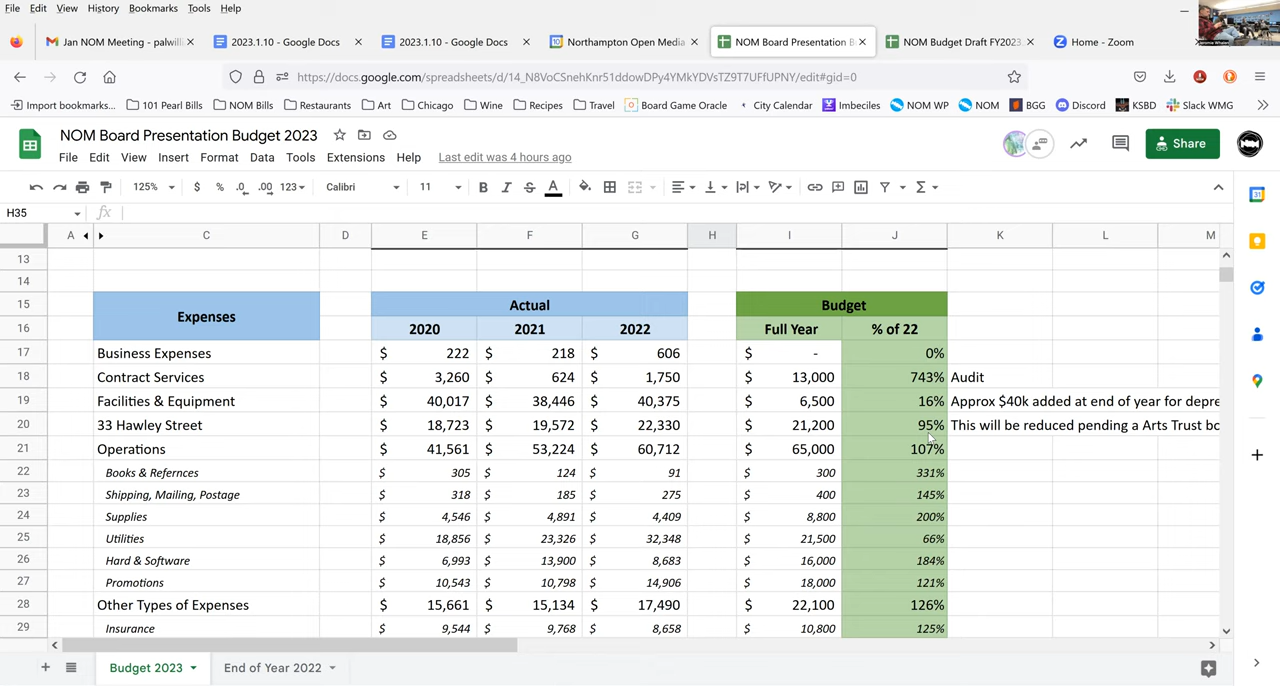 File Edit View History Bookmarks Tools Help
Jan NOM Meeting - palwilli
2023.1.10 - Google Docs
2023.1.10 - Google Docs
Northampton Open Media
NOM Board Presentation B
NOM Budget Draft FY2023.
Home - Zoom
https://docs.google.com/spreadsheets/d/14_N8VoCSnehKnr51ddowDPy4YMkYDVsTZ9T7UFfUPNY/edit#gid=0
Import bookmarks... 101 Pearl Bills NOM Bills Restaurants Art Chicago Wine Recipes Travel Board Game Oracle City Calendar Imbeciles NOM WP NOM BGG Discord KSBD Slack WMG
NOM Board Presentation Budget 2023
Share
File Edit View Insert Format Data Tools Extensions Help Last edit was 4 hours ago
125% $ % .0 .00 123 Calibri 11 B I S A
H35 fx
A C D E F G H I J K L M
13
14
15 Expenses Actual Budget
16 2020 2021 2022 Full Year % of 22
17 Business Expenses $ 222 $ 218 $ 606 $ - 0%
18 Contract Services $ 3,260 $ 624 $ 1,750 $ 13,000 743% Audit
19 Facilities & Equipment $ 40,017 $ 38,446 $ 40,375 $ 6,500 16% Approx $40k added at end of year for depre
20 33 Hawley Street $ 18,723 $ 19,572 $ 22,330 $ 21,200 95% This will be reduced pending a Arts Trust bo
21 Operations $ 41,561 $ 53,224 $ 60,712 $ 65,000 107%
22 Books & Refernces $ 305 $ 124 $ 91 $ 300 331%
23 Shipping, Mailing, Postage $ 318 $ 185 $ 275 $ 400 145%
24 Supplies $ 4,546 $ 4,891 $ 4,409 $ 8,800 200%
25 Utilities $ 18,856 $ 23,326 $ 32,348 $ 21,500 66%
26 Hard & Software $ 6,993 $ 13,900 $ 8,683 $ 16,000 184%
27 Promotions $ 10,543 $ 10,798 $ 14,906 $ 18,000 121%
28 Other Types of Expenses $ 15,661 $ 15,134 $ 17,490 $ 22,100 126%
29 Insurance $ 9,544 $ 9,768 $ 8,658 $ 10,800 125%
Budget 2023 End of Year 2022